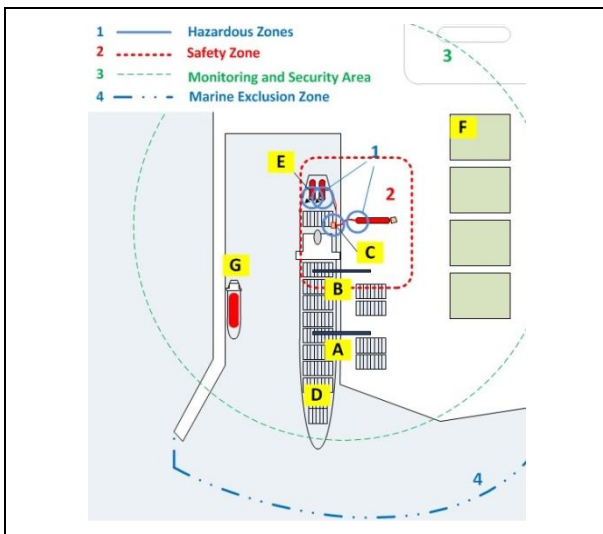 1 Hazardous Zones
2 Safety Zone
3 Monitoring and Security Area
4 Marine Exclusion Zone
3
F
E
1
2
C
G
B
A
D
4